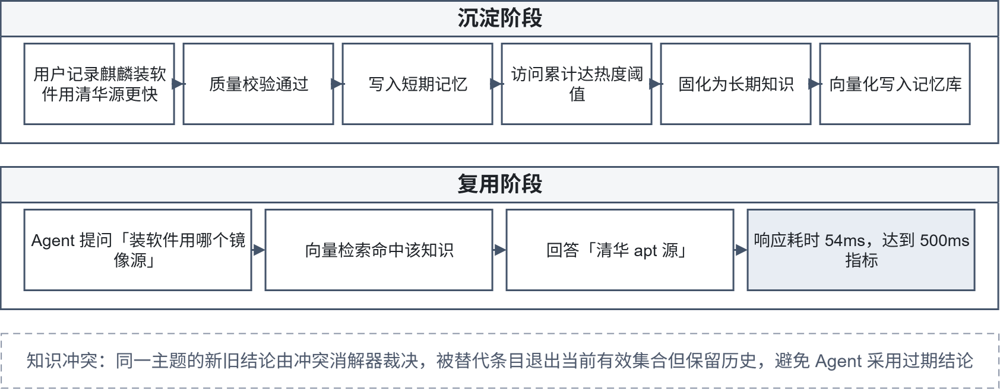 沉淀阶段
用户记录麒麟装软
件用清华源更快
质量校验通过
写入短期记忆
访问累计达热度阈
值
固化为长期知识
向量化写入记忆库
复用阶段
Agent 提问「装软件用哪个镜
像源」
向量检索命中该知识
回答「清华 apt 源」
响应耗时 54ms，达到 500ms
指标
知识冲突：同一主题的新旧结论由冲突消解器裁决，被替代条目退出当前有效集合但保留历史，避免 Agent 采用过期结论